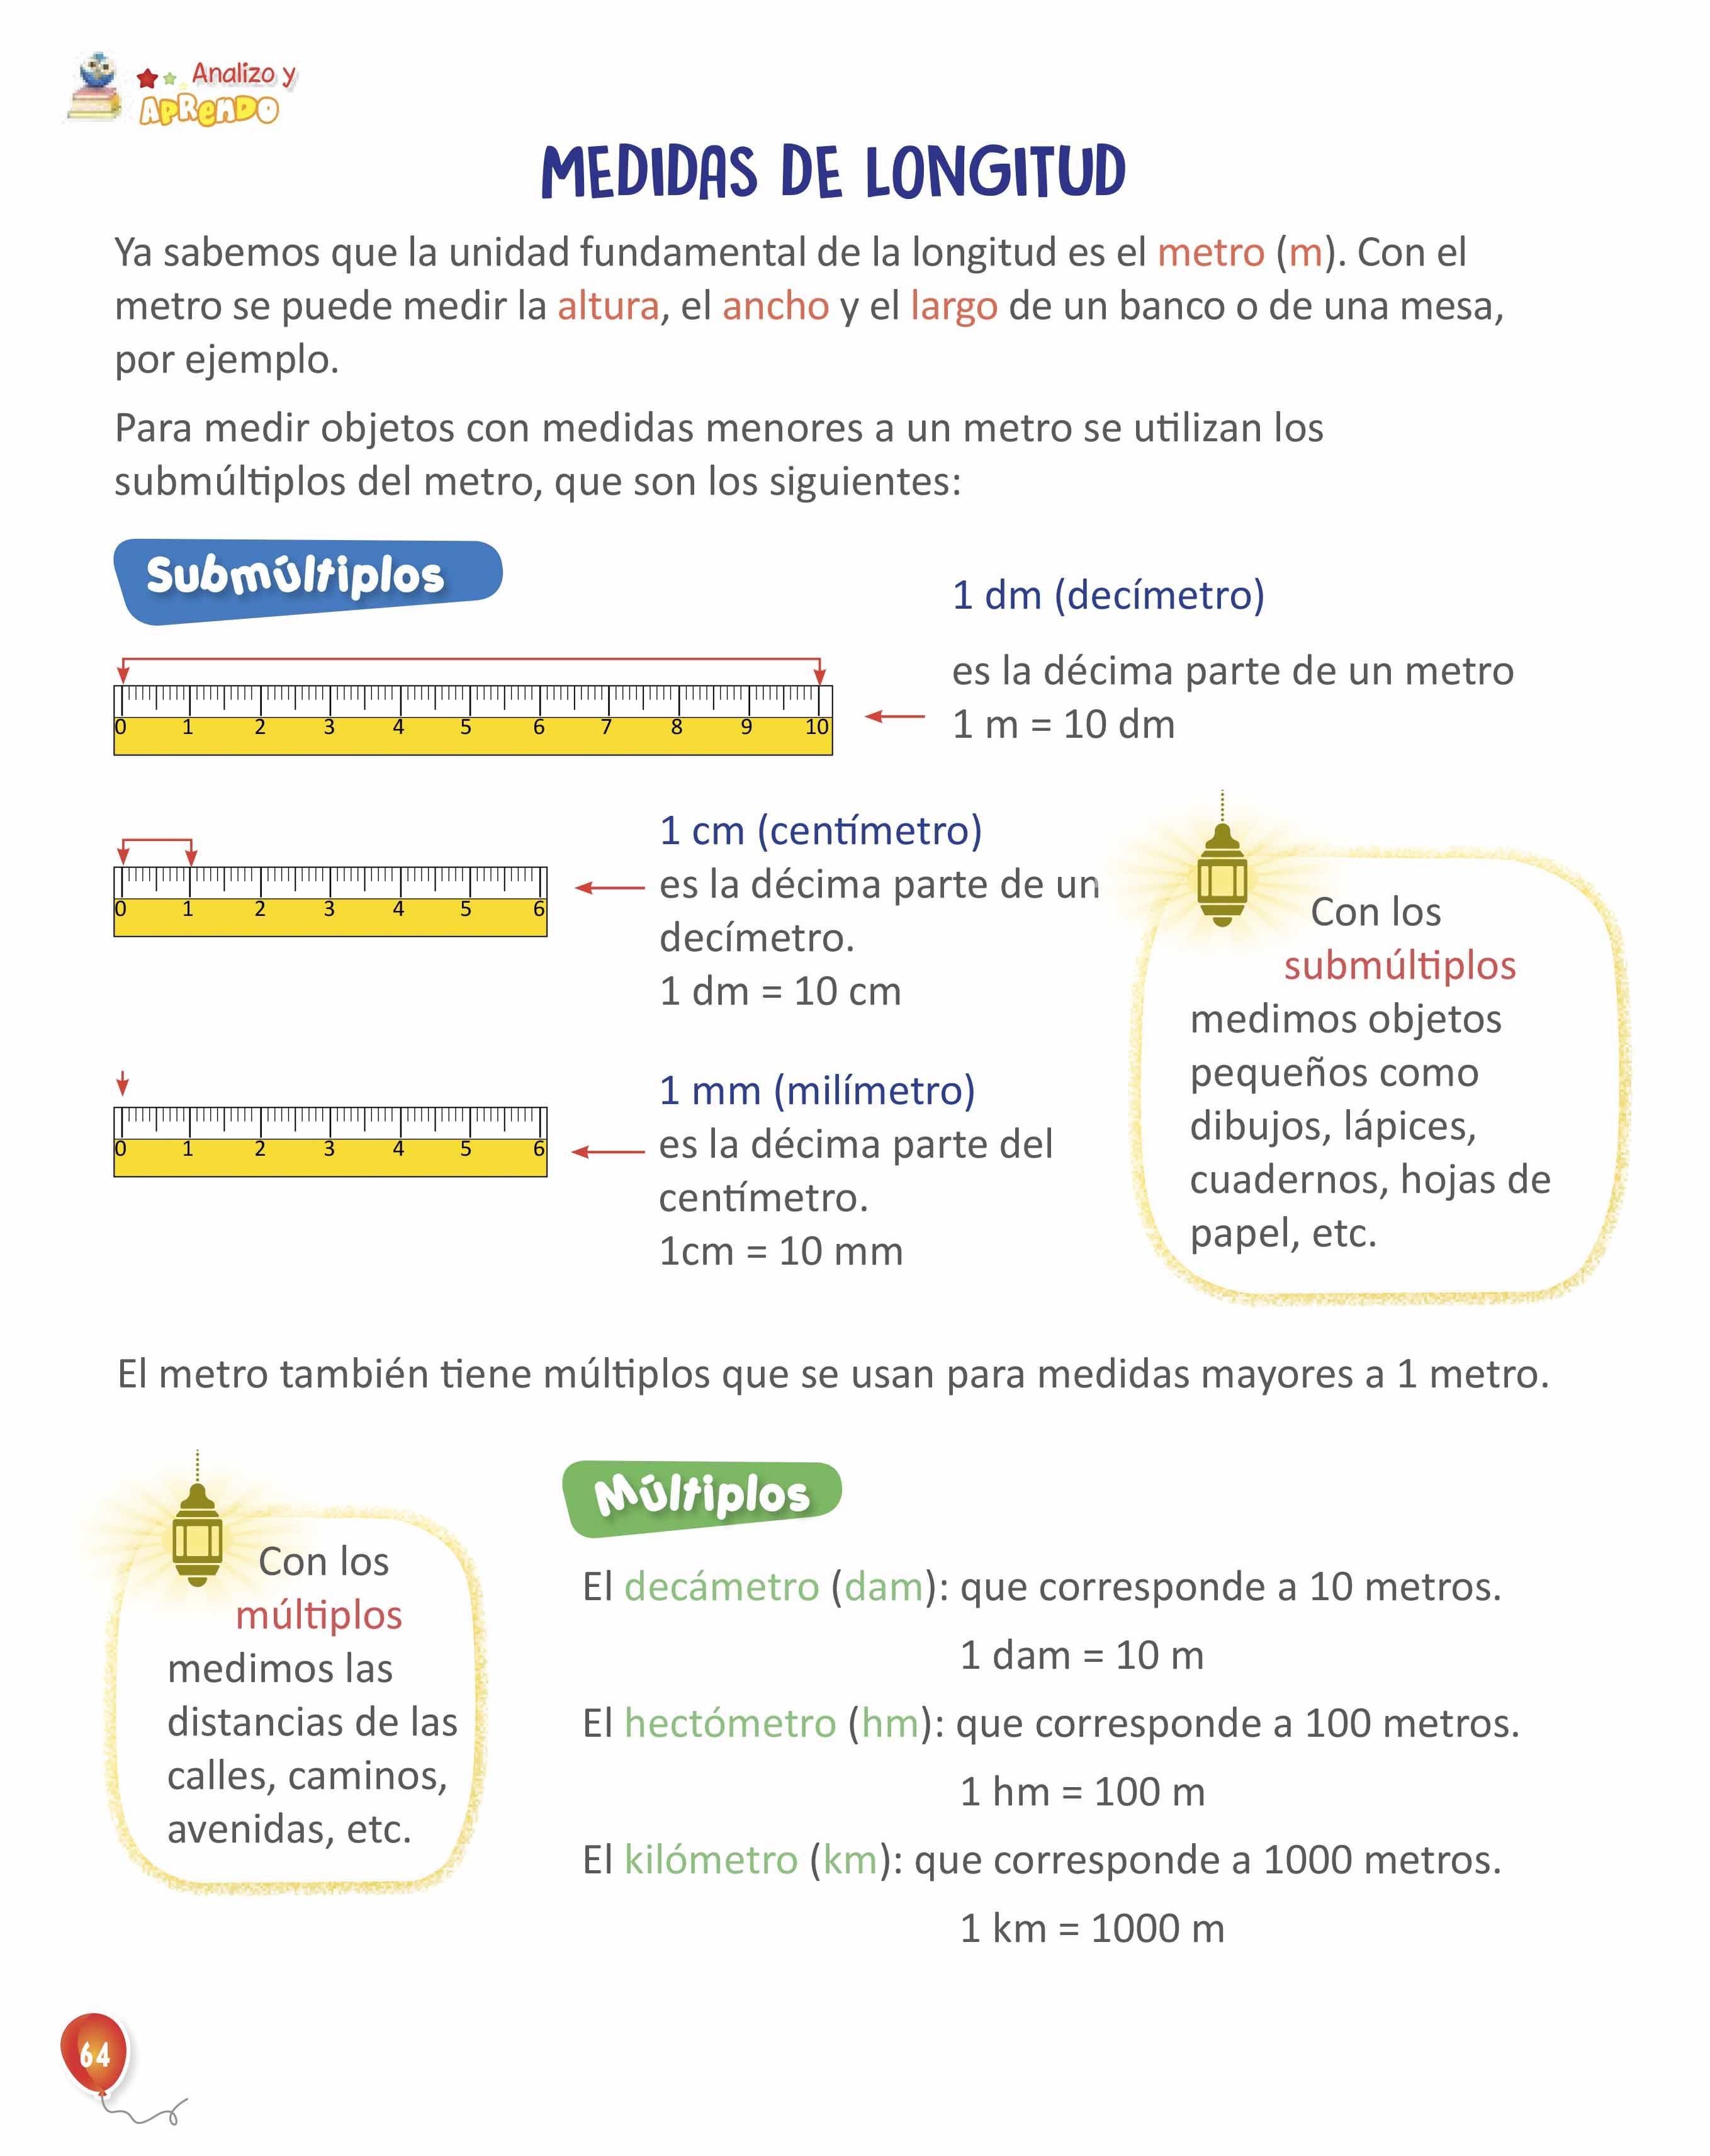 Analizo y
APRENDO
MEDIDAS DE LONGITUD
Ya sabemos que la unidad fundamental de la longitud es el metro (m). Con el
metro se puede medir la altura, el ancho y el largo de un banco o de una mesa,
por ejemplo.
Para medir objetos con medidas menores a un metro se utilizan los
submúltiplos del metro, que son los siguientes:
Submúltiplos
1 dm (decímetro)
es la décima parte de un metro
1 m = 10 dm
0 1 2 3 4 5 6 7 8 9 10
1 cm (centímetro)
es la décima parte de un
decímetro.
1 dm = 10 cm
0 1 2 3 4 5 6
1 mm (milímetro)
es la décima parte del
centímetro.
1cm = 10 mm
0 1 2 3 4 5 6
Con los
submúltiplos
medimos objetos
pequeños como
dibujos, lápices,
cuadernos, hojas de
papel, etc.
El metro también tiene múltiplos que se usan para medidas mayores a 1 metro.
Con los
múltiplos
medimos las
distancias de las
calles, caminos,
avenidas, etc.
Múltiplos
El decámetro (dam): que corresponde a 10 metros.
1 dam = 10 m
El hectómetro (hm): que corresponde a 100 metros.
1 hm = 100 m
El kilómetro (km): que corresponde a 1000 metros.
1 km = 1000 m
64